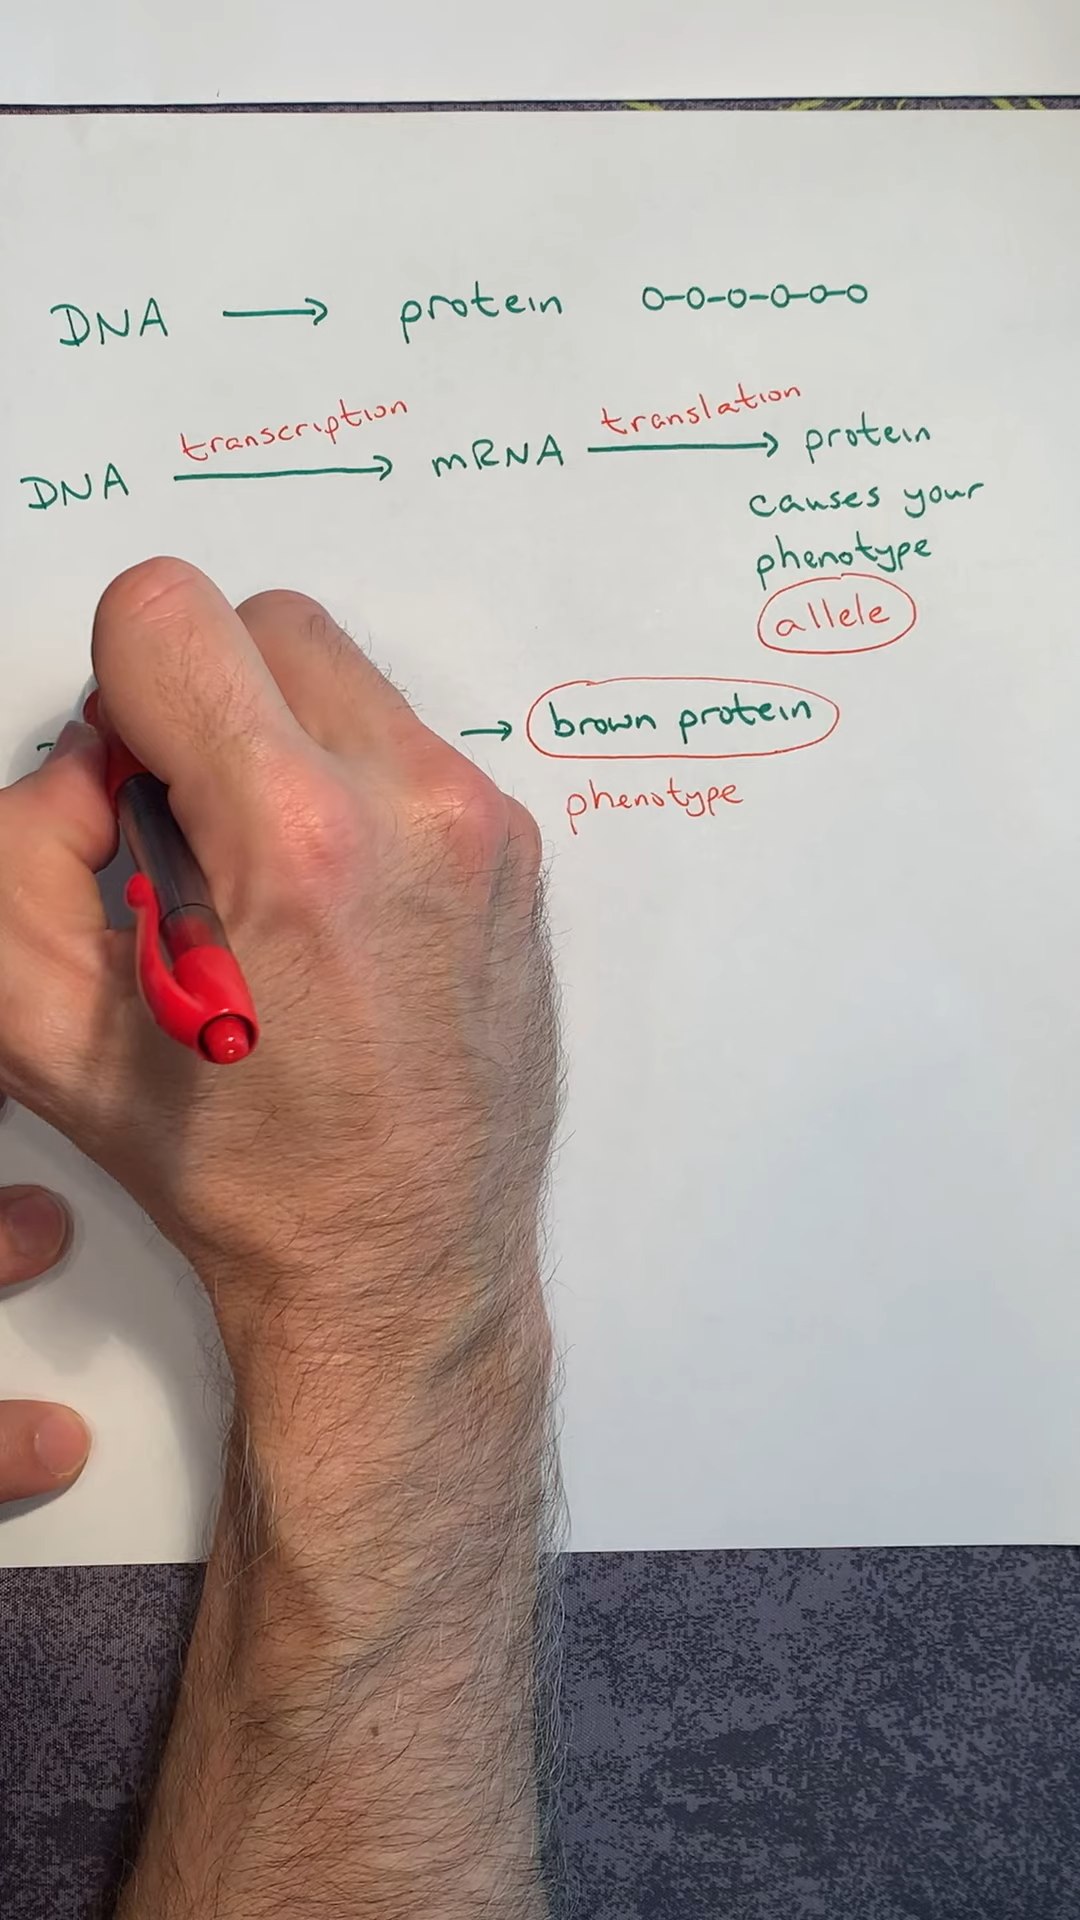 DNA → protein o-o-o-o-o-o
transcription translation
DNA → mRNA → protein
causes your
phenotype
allele
→ brown protein
phenotype